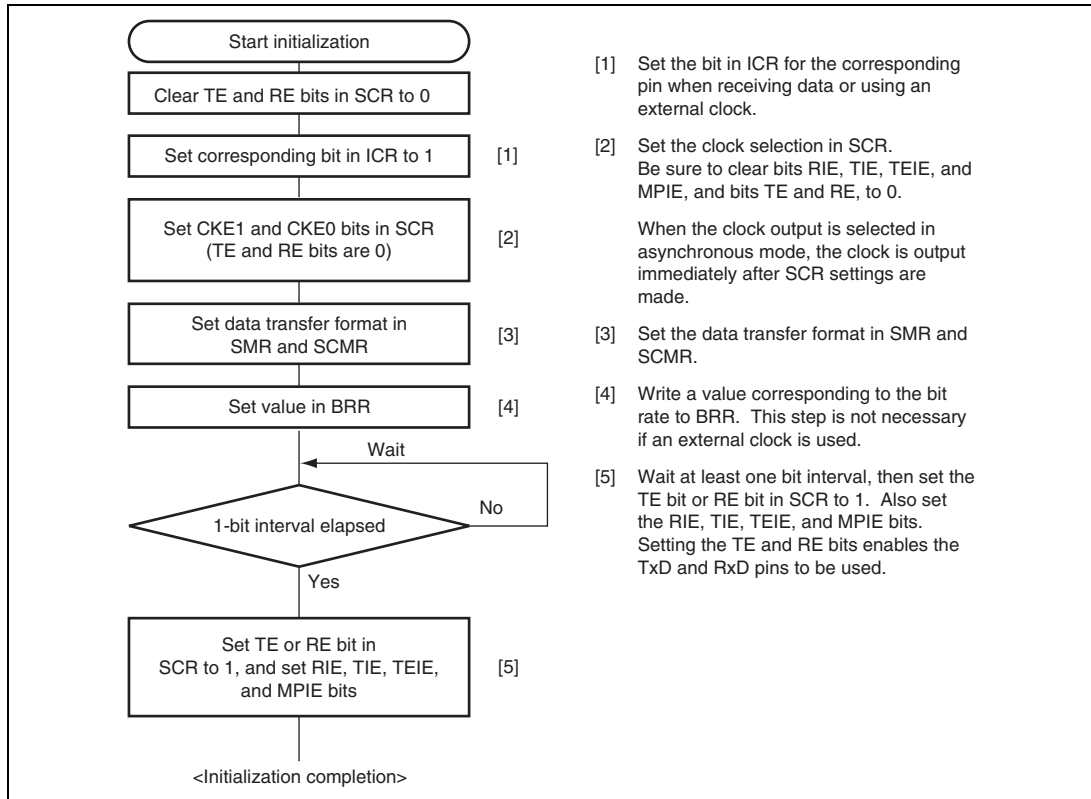 Start initialization
Clear TE and RE bits in SCR to 0
Set corresponding bit in ICR to 1
[1]
Set CKE1 and CKE0 bits in SCR
(TE and RE bits are 0)
[2]
Set data transfer format in
SMR and SCMR
[3]
Set value in BRR
[4]
Wait
1-bit interval elapsed
No
Yes
Set TE or RE bit in
SCR to 1, and set RIE, TIE, TEIE,
and MPIE bits
[5]
<Initialization completion>
[1] Set the bit in ICR for the corresponding
pin when receiving data or using an
external clock.
[2] Set the clock selection in SCR.
Be sure to clear bits RIE, TIE, TEIE, and
MPIE, and bits TE and RE, to 0.
When the clock output is selected in
asynchronous mode, the clock is output
immediately after SCR settings are
made.
[3] Set the data transfer format in SMR and
SCMR.
[4] Write a value corresponding to the bit
rate to BRR. This step is not necessary
if an external clock is used.
[5] Wait at least one bit interval, then set the
TE bit or RE bit in SCR to 1. Also set
the RIE, TIE, TEIE, and MPIE bits.
Setting the TE and RE bits enables the
TxD and RxD pins to be used.